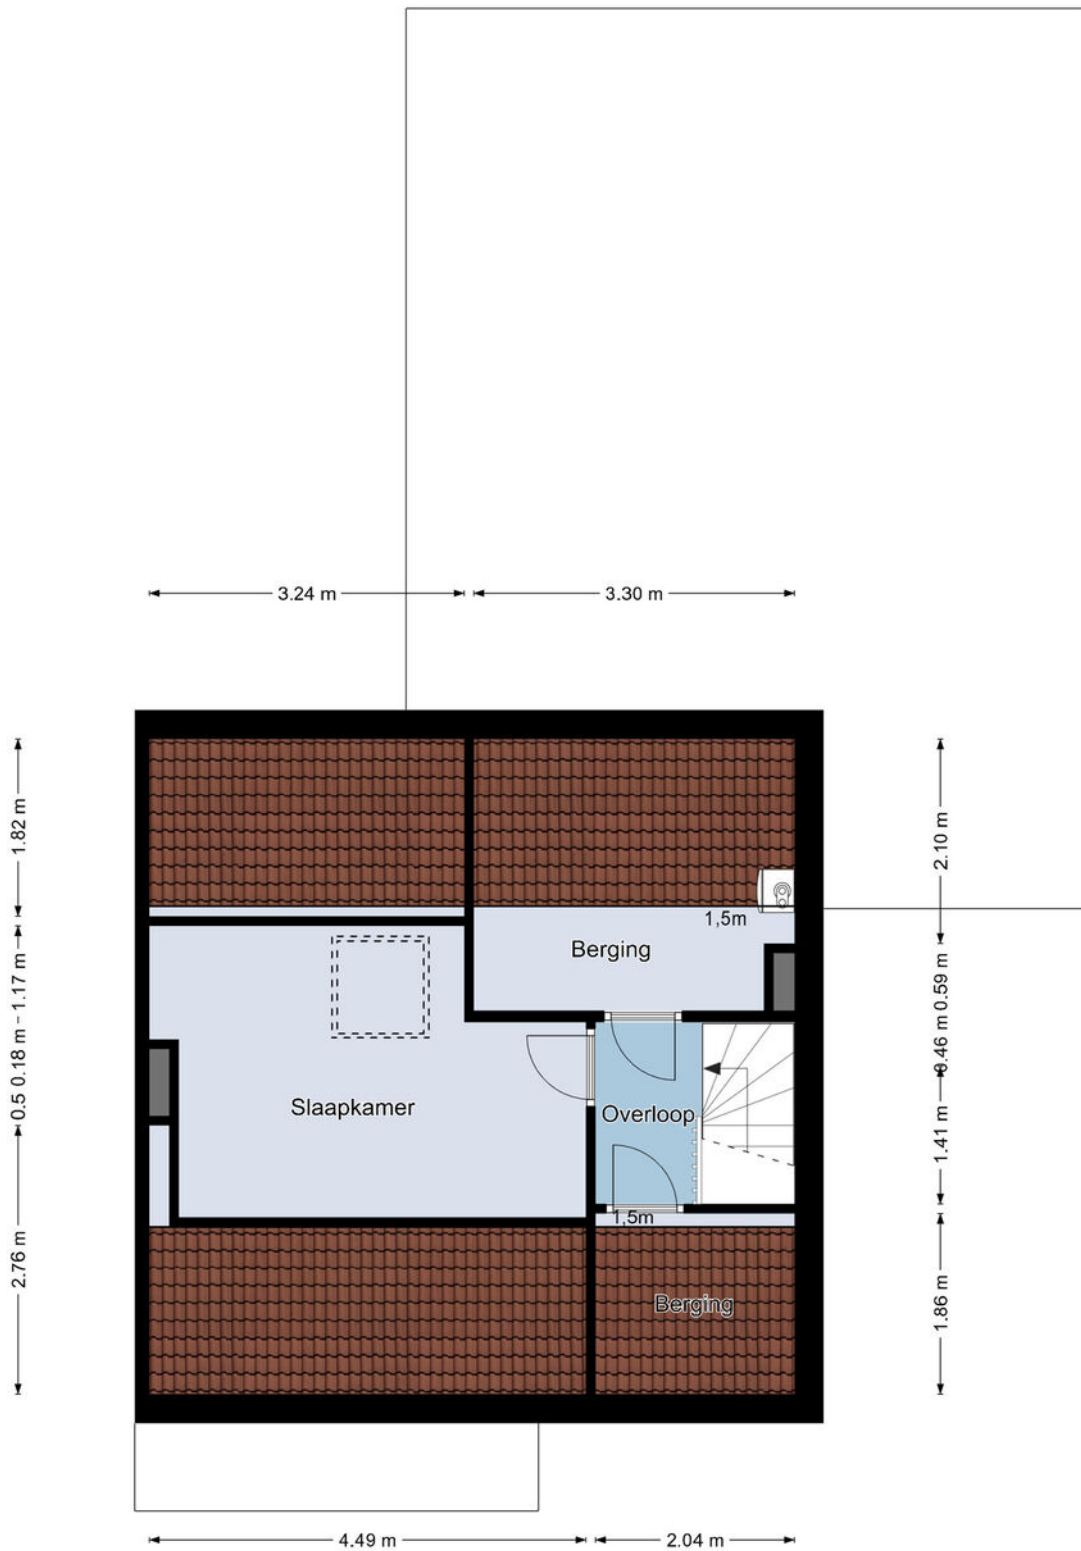 3.24 m
3.30 m
1.82 m
2.10 m
1,5m
Berging
1.17 m
0.59 m
0.18 m
0.46 m
0.5
Slaapkamer
Overloop
1.41 m
1,5m
2.76 m
Berging
1.86 m
4.49 m
2.04 m